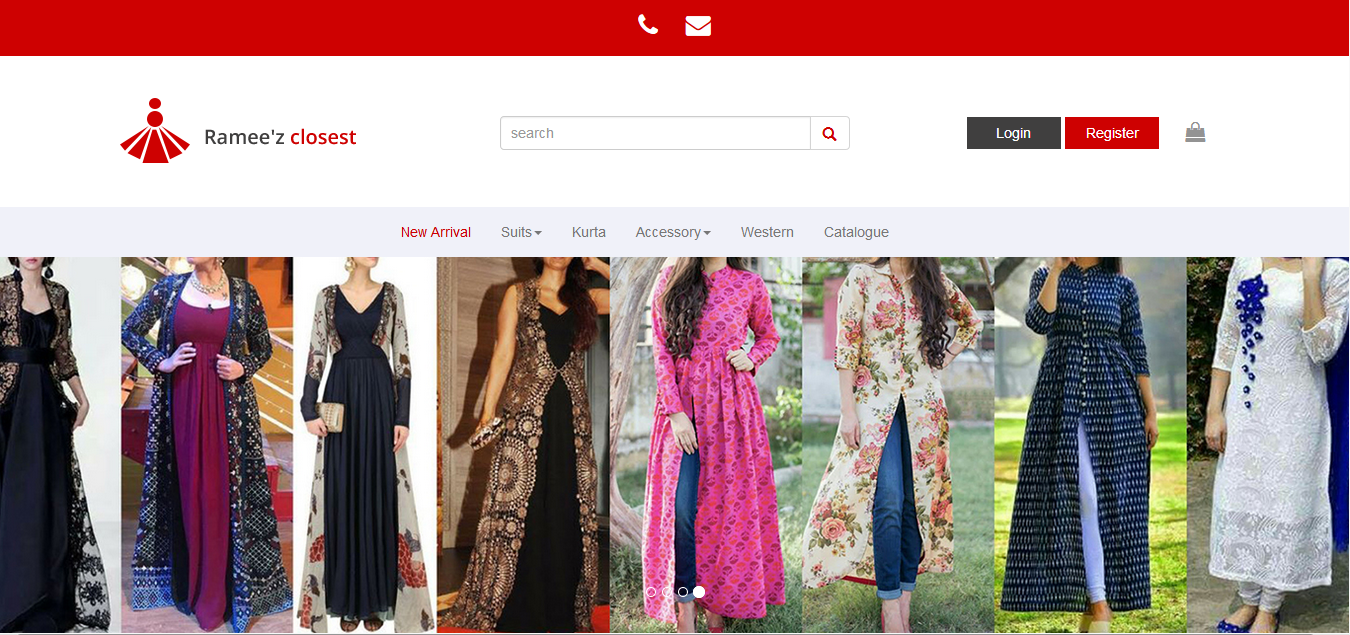 Ramee'z closest
search
Login
Register
New Arrival
Suits
Kurta
Accessory
Western
Catalogue